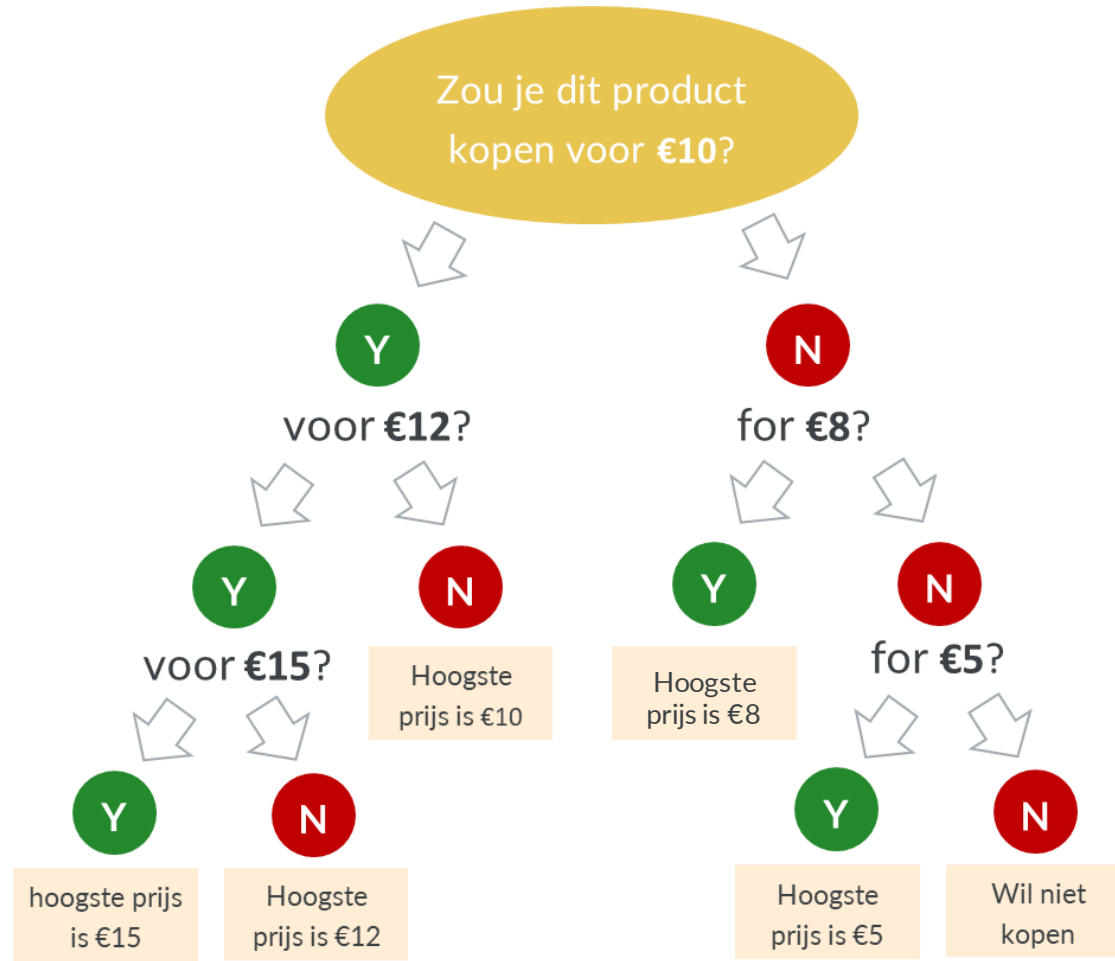 Zou je dit product
kopen voor €10?
Y
N
voor €12?
for €8?
Y
N
Y
N
voor €15?
Hoogste
prijs is €10
Hoogste
prijs is €8
for €5?
Y
N
Y
N
hoogste prijs
is €15
Hoogste
prijs is €12
Hoogste
prijs is €5
Wil niet
kopen